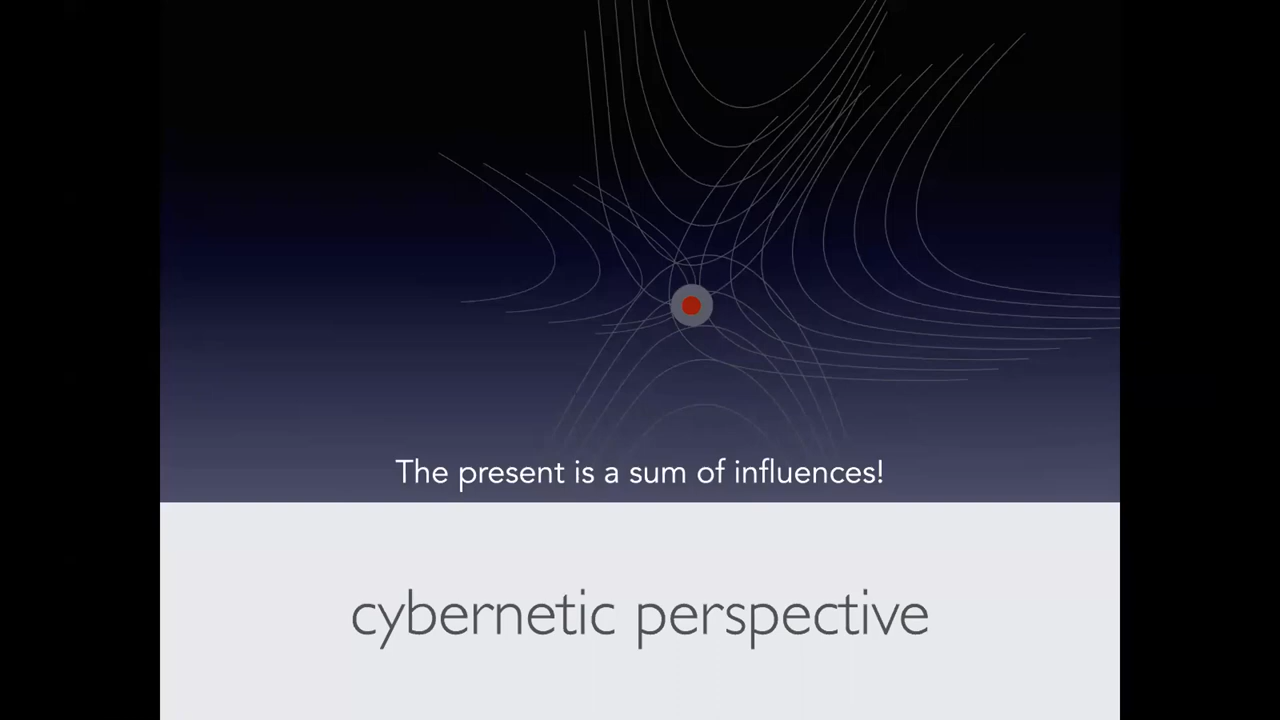 The present is a sum of influences!
cybernetic perspective